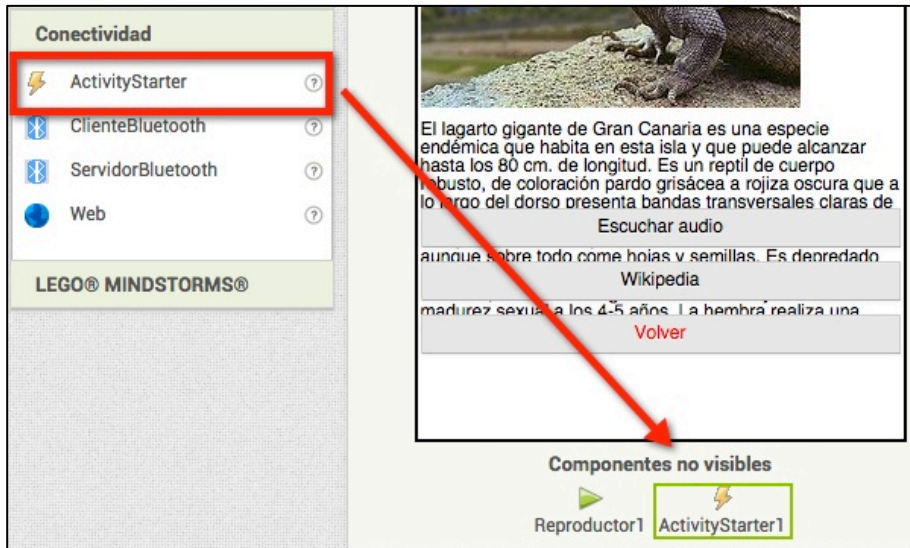 Conectividad
ActivityStarter
ClienteBluetooth
ServidorBluetooth
Web
LEGO® MINDSTORMS®
El lagarto gigante de Gran Canaria es una especie
endémica que habita en esta isla y que puede alcanzar
hasta los 80 cm. de longitud. Es un reptil de cuerpo
robusto, de coloración pardo grisácea a rojiza oscura que a
lo largo del dorso presenta bandas transversales claras de
Escuchar audio
aunque sobre todo come hojas y semillas. Es depredado
Wikipedia
madurez sexual a los 4-5 años. La hembra realiza una
Volver
Componentes no visibles
Reproductor1
ActivityStarter1